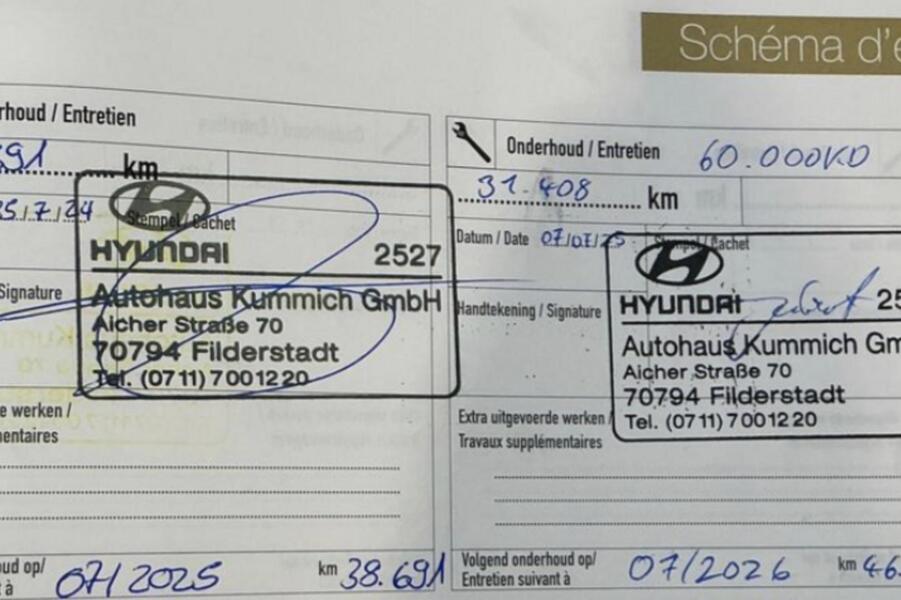 Schéma d'e
rhoud / Entretien
691 km
25/7/24
Stempel / Cachet
HYUNDAI 2527
Signature
Autohaus Kummich GmbH
Aicher Straße 70
70794 Filderstadt
Tel. (0711) 7001220
e werken /
mentaires
oud op/
t à
07/2025 km 38.691
Onderhoud / Entretien 60.000KD
31.408 km
Datum / Date 07/07/25
Stempel / Cachet
HYUNDAI 25
Handtekening / Signature
Autohaus Kummich Gm
Aicher Straße 70
70794 Filderstadt
Tel. (0711) 7001220
Extra uitgevoerde werken /
Travaux supplémentaires
Volgend onderhoud op/
Entretien suivant à
07/2026 km 46.